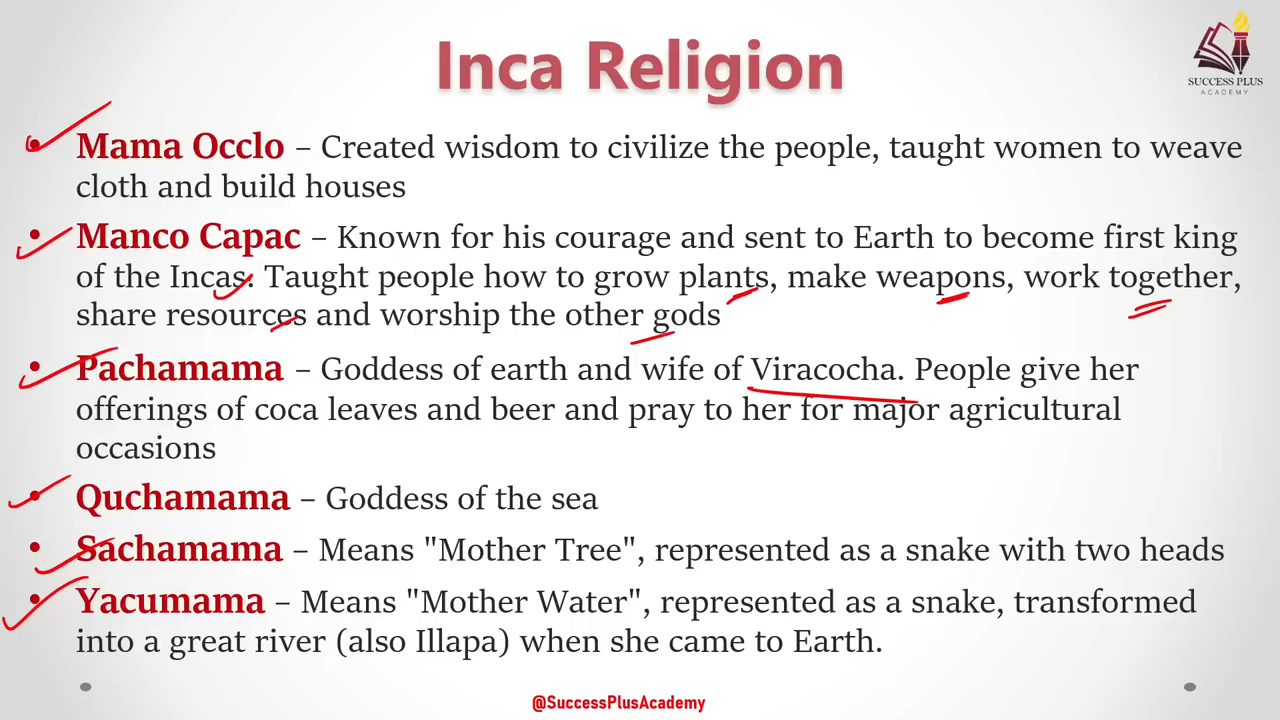 Inca Religion
SUCCESS PLUS
ACADEMY
• Mama Occlo – Created wisdom to civilize the people, taught women to weave
cloth and build houses
• Manco Capac – Known for his courage and sent to Earth to become first king
of the Incas. Taught people how to grow plants, make weapons, work together,
share resources and worship the other gods
• Pachamama – Goddess of earth and wife of Viracocha. People give her
offerings of coca leaves and beer and pray to her for major agricultural
occasions
• Quchamama – Goddess of the sea
• Sachamama – Means "Mother Tree", represented as a snake with two heads
• Yacumama – Means "Mother Water", represented as a snake, transformed
into a great river (also Illapa) when she came to Earth.
@SuccessPlusAcademy